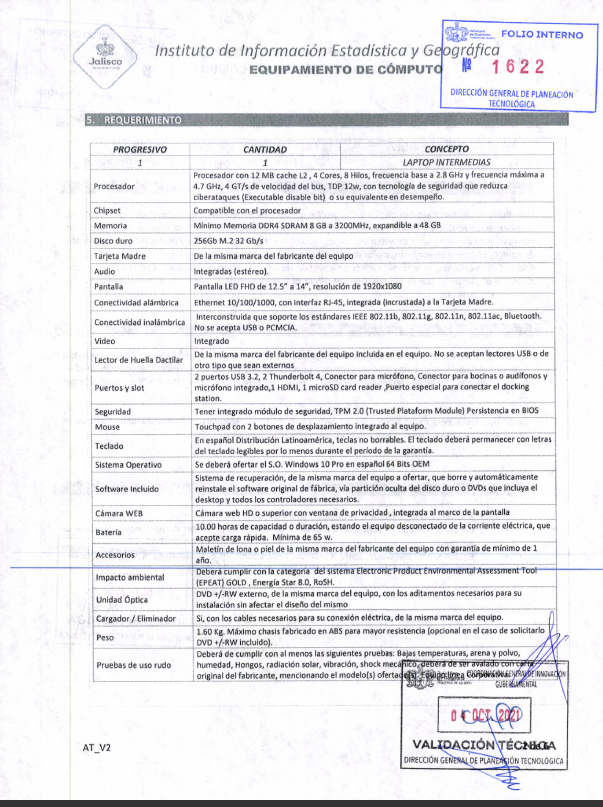 Jalisco
Instituto de Información Estadística y Geográfica
EQUIPAMIENTO DE CÓMPUTO
FOLIO INTERNO
Nº 1622
DIRECCIÓN GENERAL DE PLANEACIÓN
TECNOLÓGICA
5. REQUERIMIENTO
PROGRESIVO CANTIDAD CONCEPTO
1 1 LAPTOP INTERMEDIAS
Procesador Procesador con 12 MB cache L2 , 4 Cores, 8 Hilos, frecuencia base a 2.8 GHz y frecuencia máxima a
4.7 GHz, 4 GT/s de velocidad del bus, TDP 12w, con tecnología de seguridad que reduzca
ciberataques (Executable disable bit) o su equivalente en desempeño.
Chipset Compatible con el procesador
Memoria Mínimo Memoria DDR4 SDRAM 8 GB a 3200MHz, expandible a 48 GB
Disco duro 256Gb M.2 32 Gb/s
Tarjeta Madre De la misma marca del fabricante del equipo
Audio Integradas (estéreo).
Pantalla Pantalla LED FHD de 12.5" a 14", resolución de 1920x1080
Conectividad alámbrica Ethernet 10/100/1000, con interfaz RJ-45, integrada (incrustada) a la Tarjeta Madre.
Conectividad inalámbrica Interconstruida que soporte los estándares IEEE 802.11b, 802.11g, 802.11n, 802.11ac, Bluetooth.
No se acepta USB o PCMCIA.
Video Integrado
Lector de Huella Dactilar De la misma marca del fabricante del equipo Incluida en el equipo. No se aceptan lectores USB o de
otro tipo que sean externos
Puertos y slot 2 puertos USB 3.2, 2 Thunderbolt 4, Conector para micrófono, Conector para bocinas o audífonos y
micrófono integrado,1 HDMI, 1 microSD card reader ,Puerto especial para conectar el docking
station.
Seguridad Tener integrado módulo de seguridad, TPM 2.0 (Trusted Plataform Module) Persistencia en BIOS
Mouse Touchpad con 2 botones de desplazamiento integrado al equipo.
Teclado En español Distribución Latinoamérica, teclas no borrables. El teclado deberá permanecer con letras
del teclado legibles por lo menos durante el periodo de la garantía.
Sistema Operativo Se deberá ofertar el S.O. Windows 10 Pro en español 64 Bits OEM
Software Incluido Sistema de recuperación, de la misma marca del equipo a ofertar, que borre y automáticamente
reinstale el software original de fábrica, vía partición oculta del disco duro o DVDs que incluya el
desktop y todos los controladores necesarios.
Cámara WEB Cámara web HD o superior con ventana de privacidad , integrada al marco de la pantalla
Batería 10.00 horas de capacidad o duración, estando el equipo desconectado de la corriente eléctrica, que
acepte carga rápida. Mínima de 65 w.
Accesorios Maletín de lona o piel de la misma marca del fabricante del equipo con garantía de mínimo de 1
año.
Impacto ambiental Deberá cumplir con la categoría del sistema Electronic Product Environmental Assessment Tool
(EPEAT) GOLD , Energía Star 8.0, RoSH.
Unidad Óptica DVD +/-RW externo, de la misma marca del equipo, con los aditamentos necesarios para su
instalación sin afectar el diseño del mismo
Cargador / Eliminador Si, con los cables necesarios para su conexión eléctrica, de la misma marca del equipo.
Peso 1.60 Kg. Máximo chasis fabricado en ABS para mayor resistencia (opcional en el caso de solicitarlo
DVD +/-RW incluido).
Pruebas de uso rudo Deberá de cumplir con al menos las siguientes pruebas: Bajas temperaturas, arena y polvo,
humedad, Hongos, radiación solar, vibración, shock mecánico, deberá de ser avalado con carta
original del fabricante, mencionando el modelo(s) ofertado(s). Equipo línea Corporativa
GENERAL DE INNOVACIÓN
GUBERNAMENTAL
04 OCT. 2021
VALIDACIÓN TÉCNICA
DIRECCIÓN GENERAL DE PLANEACIÓN TECNOLÓGICA
AT_V2